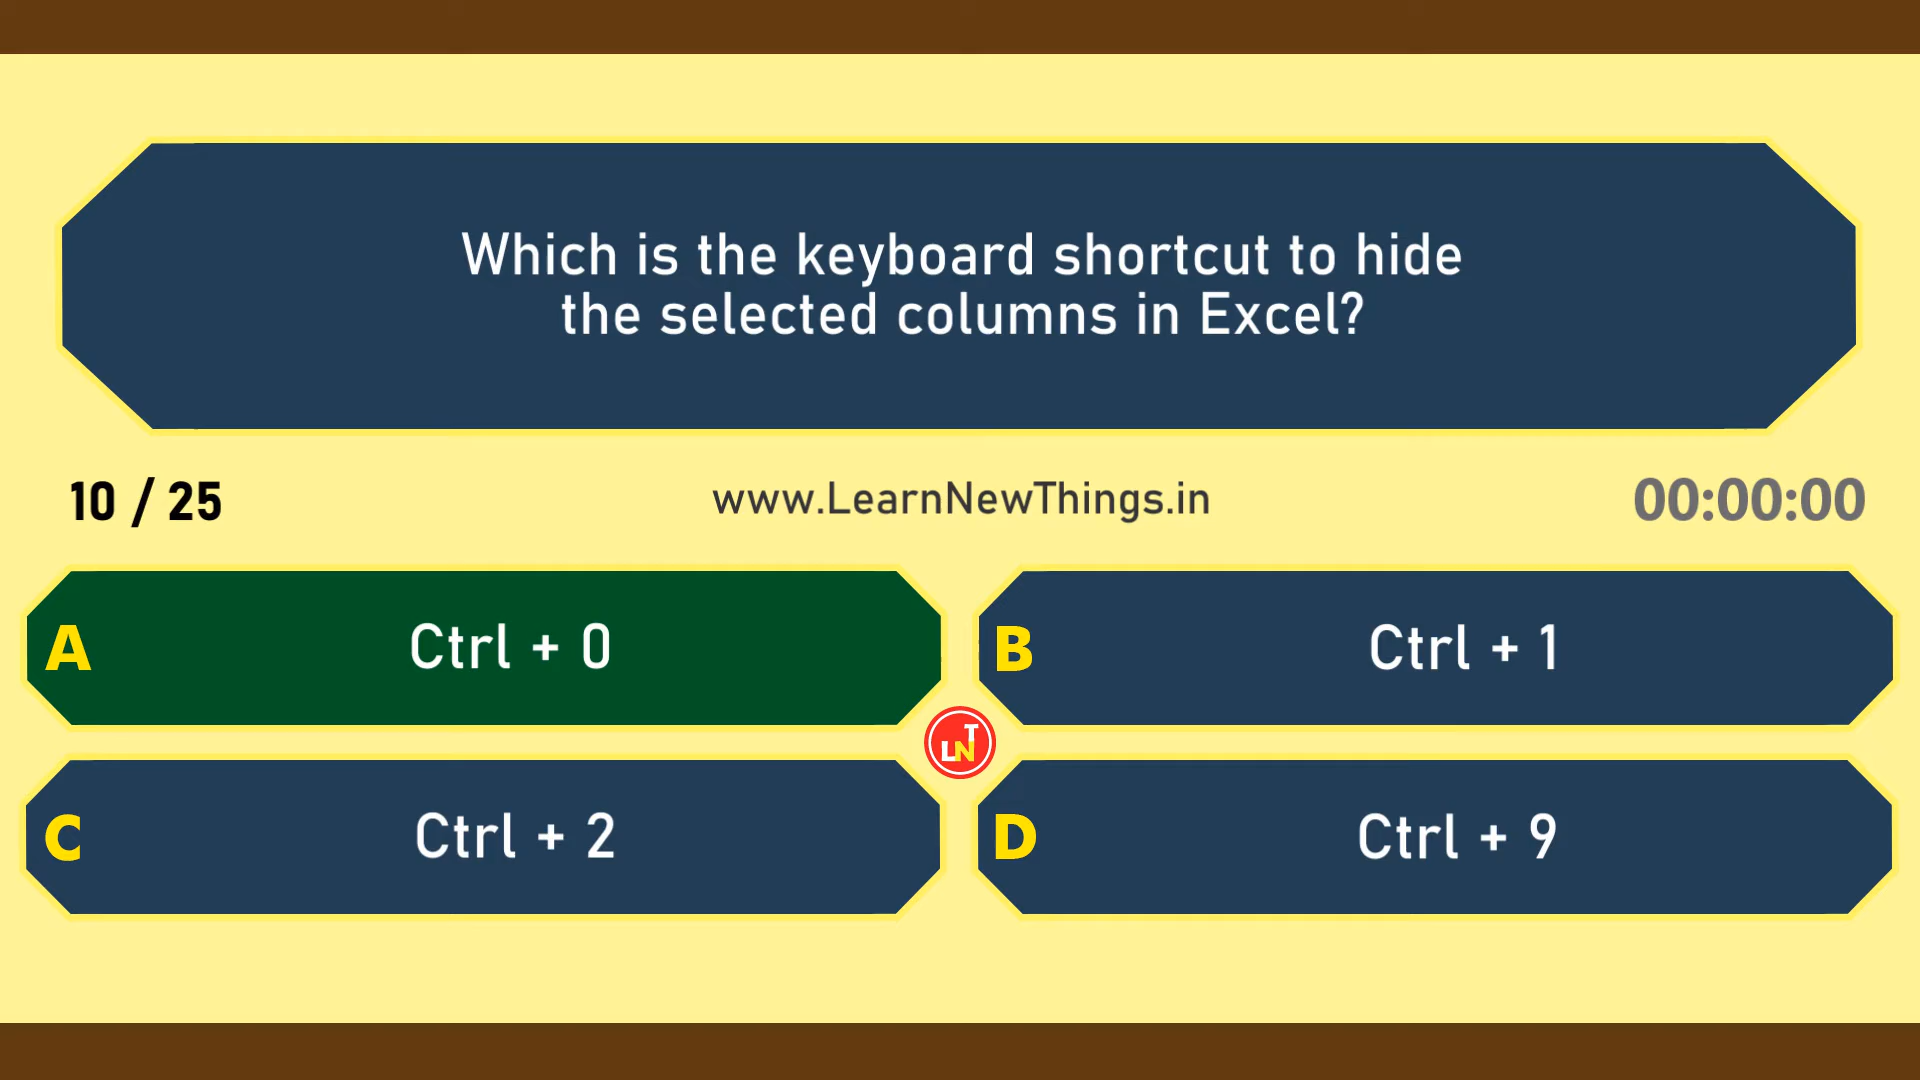 Which is the keyboard shortcut to hide
the selected columns in Excel?
10 / 25
www.LearnNewThings.in
00:00:00
A
Ctrl + 0
B
Ctrl + 1
LNT
C
Ctrl + 2
D
Ctrl + 9